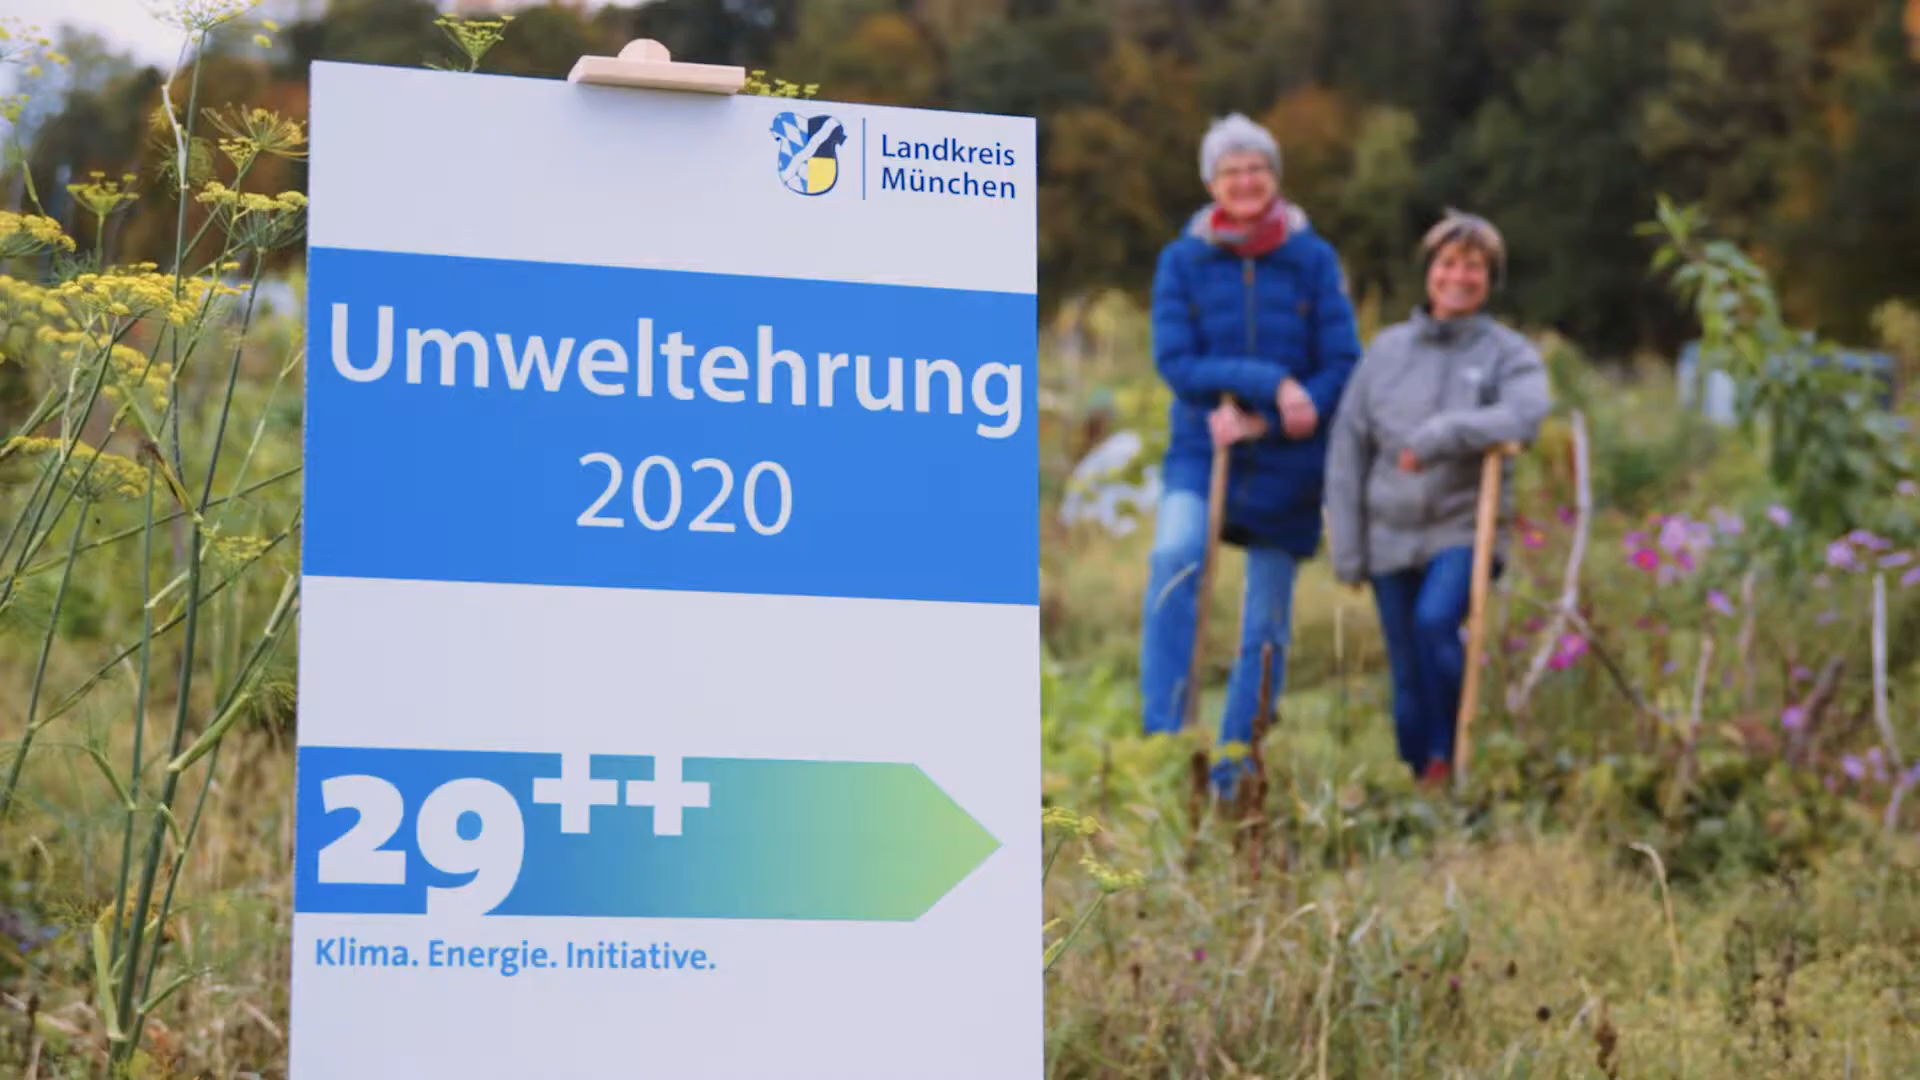 Landkreis
München
Umweltehrung
2020
29++
Klima. Energie. Initiative.